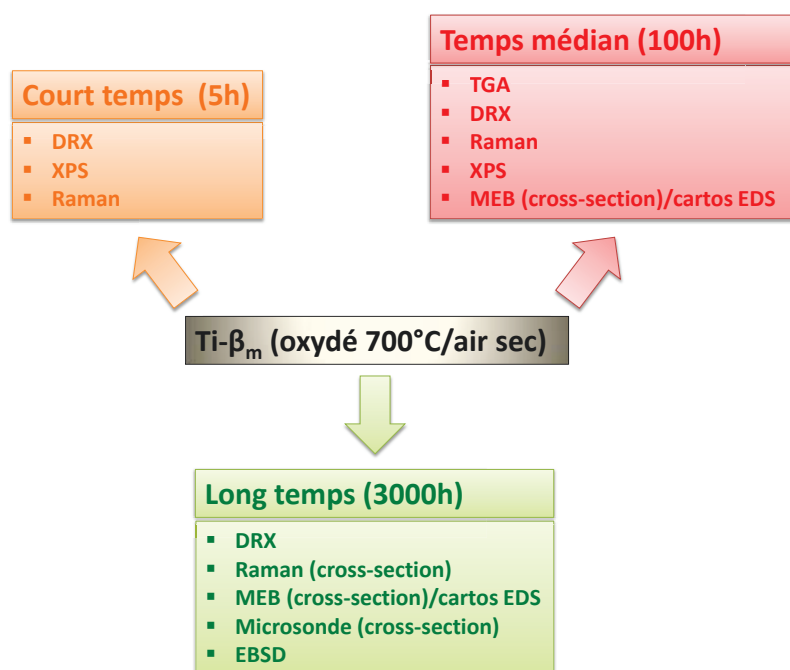 Court temps (5h)
▪ DRX
▪ XPS
▪ Raman
Temps médian (100h)
▪ TGA
▪ DRX
▪ Raman
▪ XPS
▪ MEB (cross-section)/cartos EDS
Ti-βm (oxydé 700°C/air sec)
Long temps (3000h)
▪ DRX
▪ Raman (cross-section)
▪ MEB (cross-section)/cartos EDS
▪ Microsonde (cross-section)
▪ EBSD